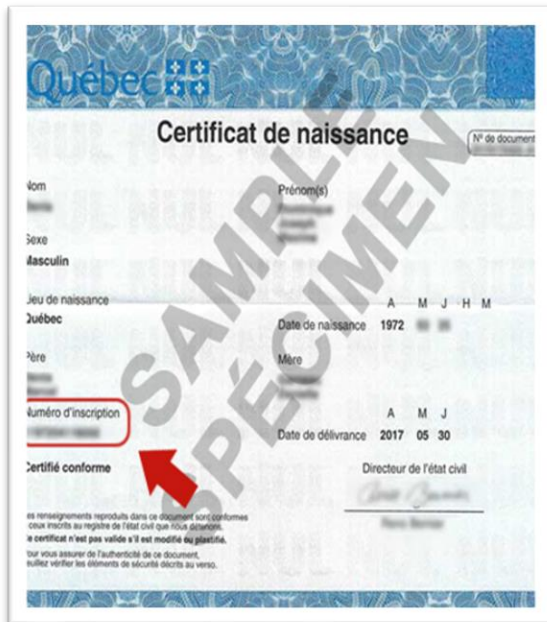 Québec
Certificat de naissance
Nº de document
Nom
Prénom(s)
Sexe
Masculin
Lieu de naissance
Québec
A M J H M
Date de naissance 1972
Père
Mère
Numéro d'inscription
A M J
Date de délivrance 2017 05 30
Certifié conforme
Directeur de l'état civil
es renseignements reproduits dans ce document sont conformes
ceux inscrits au registre de l'état civil que nous détenons.
e certificat n'est pas valide s'il est modifié ou plastifié.
our vous assurer de l'authenticité de ce document,
euillez vérifier les éléments de sécurité décrits au verso.
SAMPLE
SPÉCIMEN